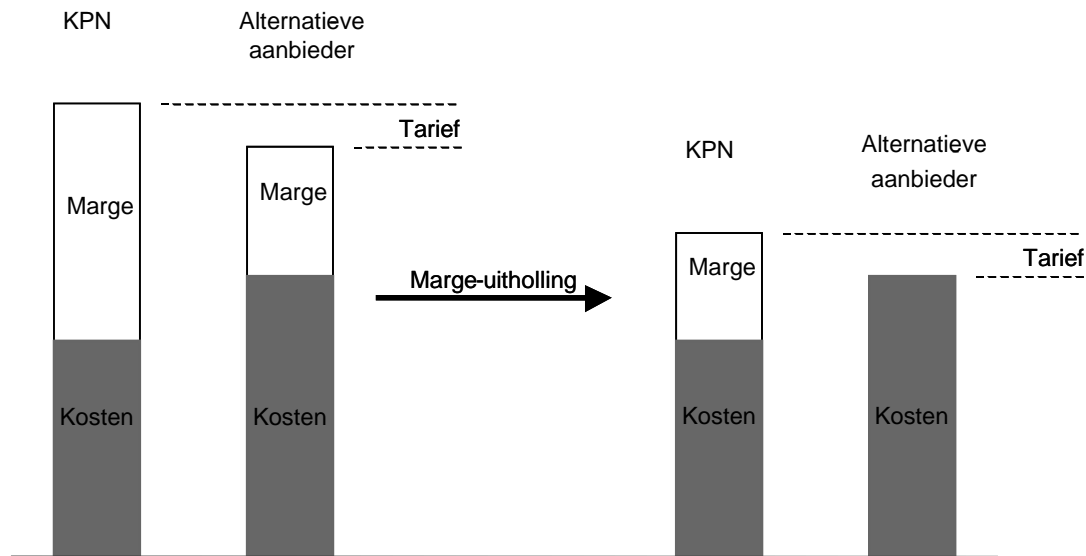 KPN
Alternatieve
aanbieder
Tarief
Marge
Marge
Kosten
Kosten
Marge-uitholling
KPN
Alternatieve
aanbieder
Tarief
Marge
Kosten
Kosten